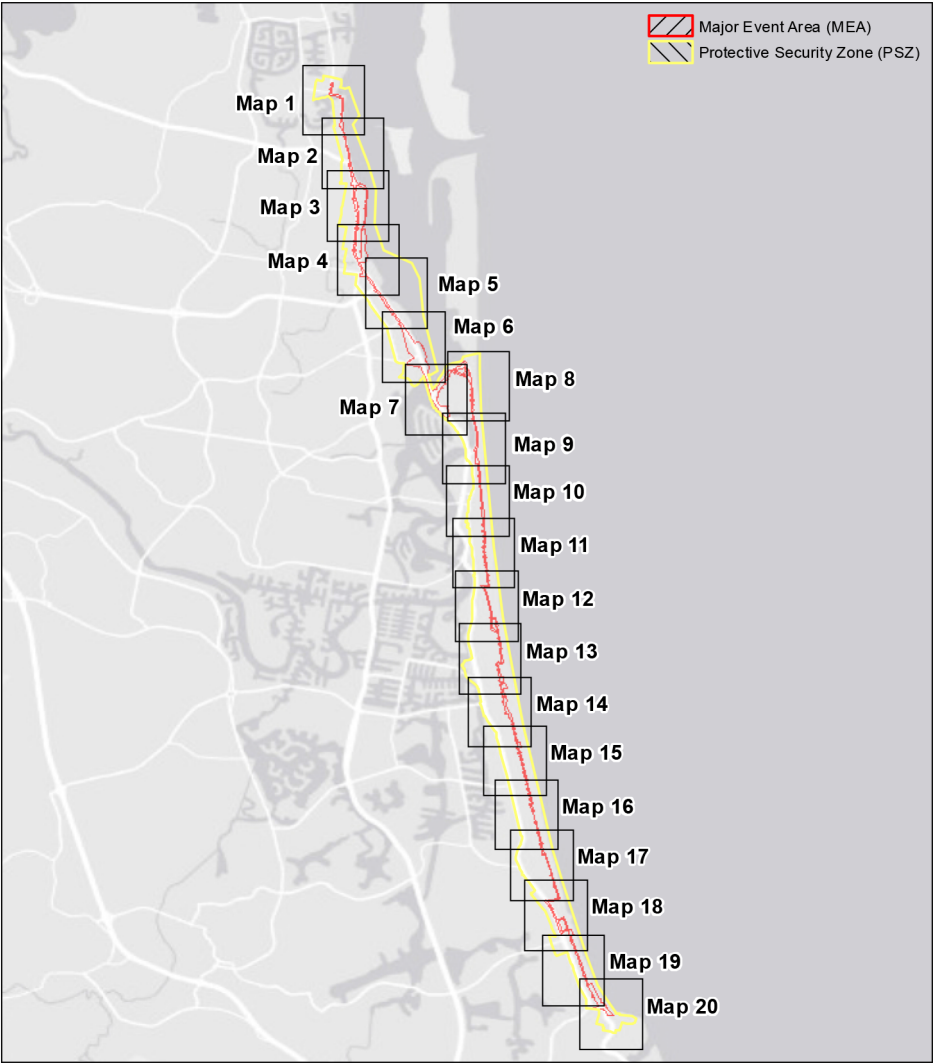 Major Event Area (MEA)
Protective Security Zone (PSZ)
Map 1
Map 2
Map 3
Map 4
Map 5
Map 6
Map 8
Map 7
Map 9
Map 10
Map 11
Map 12
Map 13
Map 14
Map 15
Map 16
Map 17
Map 18
Map 19
Map 20